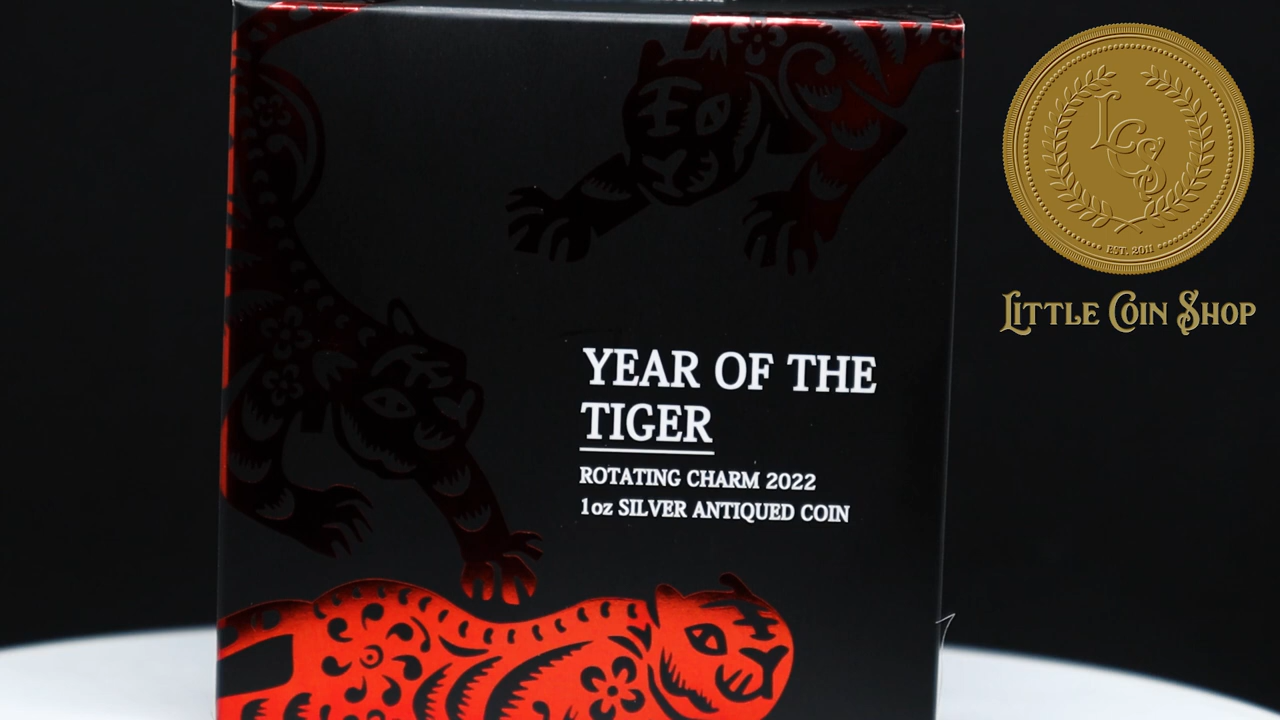 YEAR OF THE
TIGER
ROTATING CHARM 2022
1oz SILVER ANTIQUED COIN
LCS
EST. 2011
LITTLE COIN SHOP